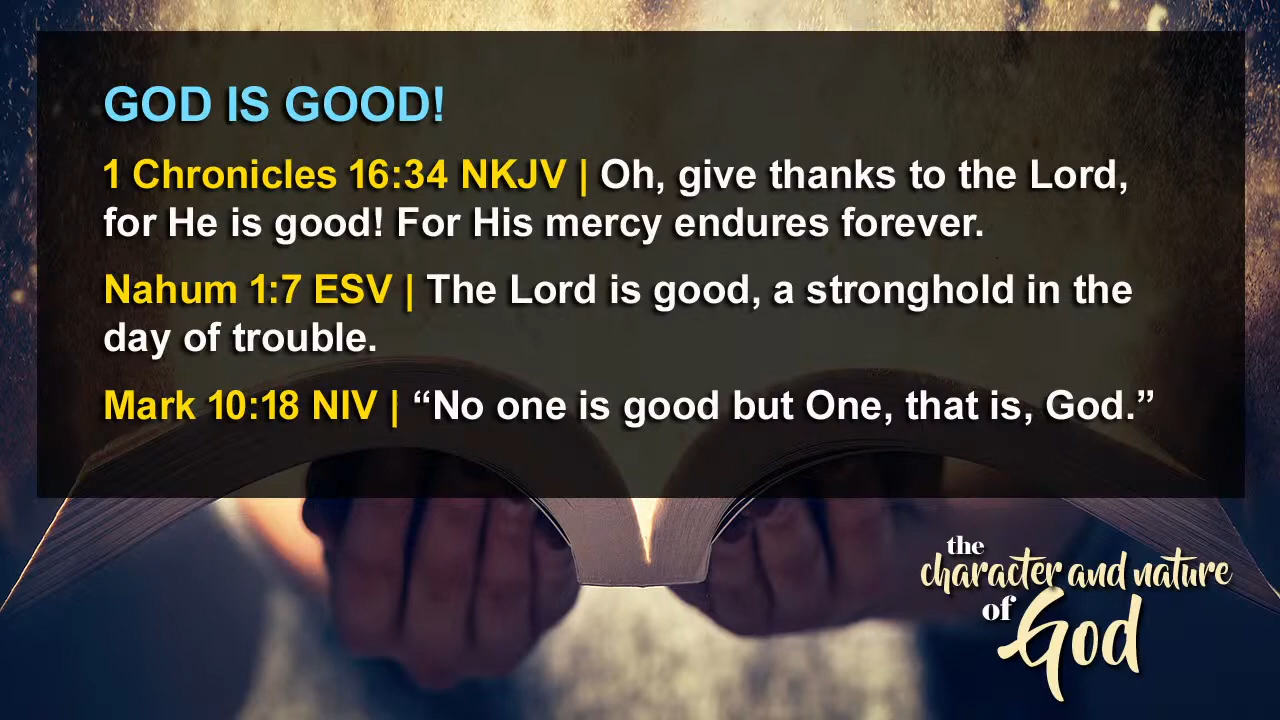 GOD IS GOOD!
1 Chronicles 16:34 NKJV | Oh, give thanks to the Lord,
for He is good! For His mercy endures forever.
Nahum 1:7 ESV | The Lord is good, a stronghold in the
day of trouble.
Mark 10:18 NIV | “No one is good but One, that is, God.”
the
character and nature
of God